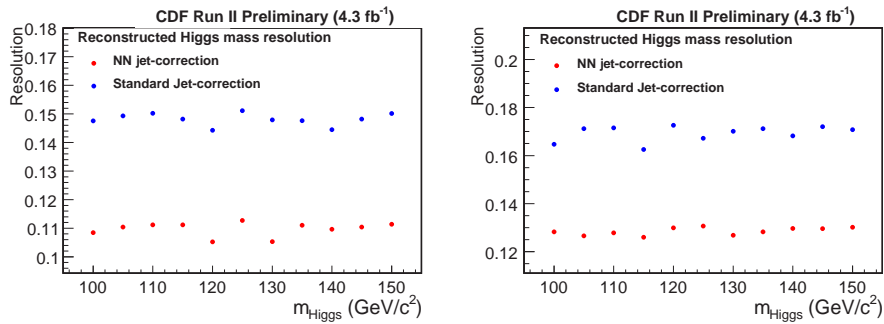 CDF Run II Preliminary (4.3 fb⁻¹)
Resolution
0.18
0.17
0.16
0.15
0.14
0.13
0.12
0.11
0.1
Reconstructed Higgs mass resolution
NN jet-correction
Standard Jet-correction
100 110 120 130 140 150
m_Higgs (GeV/c²)
CDF Run II Preliminary (4.3 fb⁻¹)
Resolution
0.2
0.18
0.16
0.14
0.12
Reconstructed Higgs mass resolution
NN jet-correction
Standard Jet-correction
100 110 120 130 140 150
m_Higgs (GeV/c²)